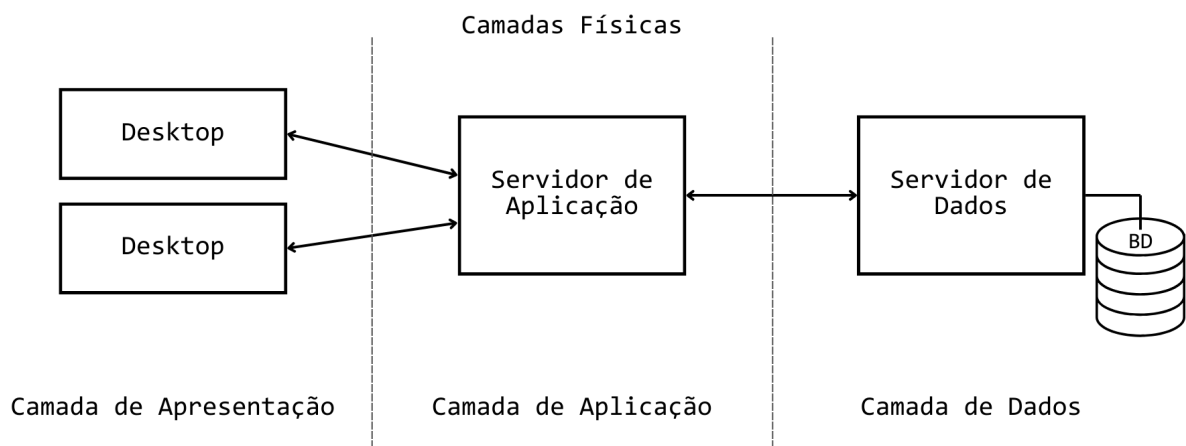 Camadas Físicas
Desktop
Desktop
Servidor de
Aplicação
Servidor de
Dados
BD
Camada de Apresentação
Camada de Aplicação
Camada de Dados